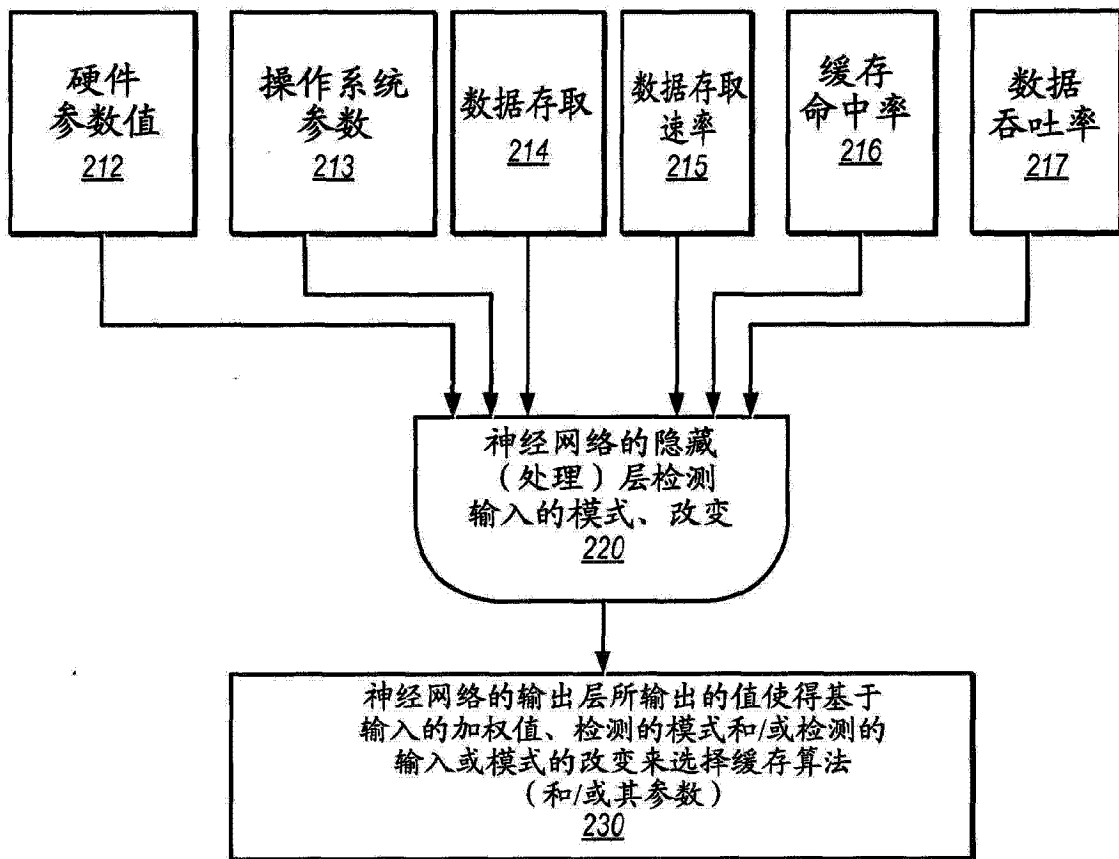 硬件
参数值
212
操作系统
参数
213
数据存取
214
数据存取
速率
215
缓存
命中率
216
数据
吞吐率
217
神经网络的隐藏
（处理）层检测
输入的模式、改变
220
神经网络的输出层所输出的值使得基于
输入的加权值、检测的模式和/或检测的
输入或模式的改变来选择缓存算法
（和/或其参数）
230